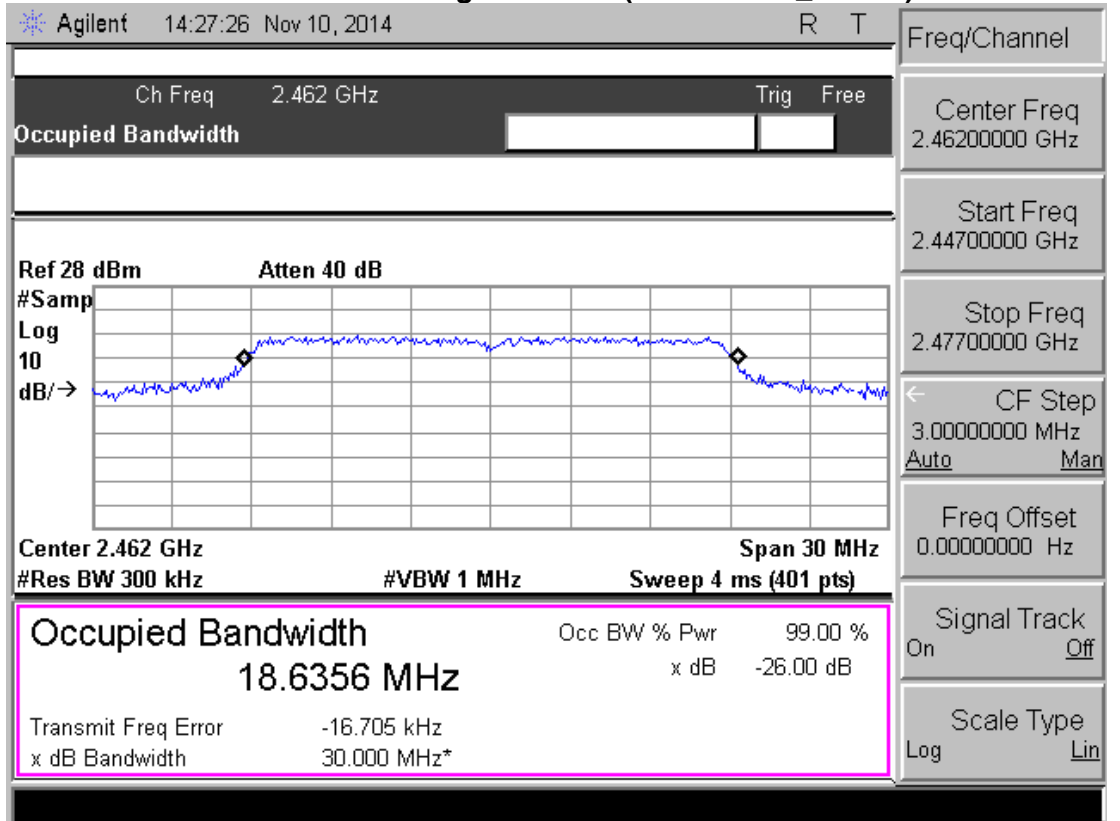 Agilent 14:27:26 Nov 10, 2014 R T
Ch Freq 2.462 GHz Trig Free
Occupied Bandwidth
Ref 28 dBm Atten 40 dB
#Samp
Log
10
dB/→
Center 2.462 GHz Span 30 MHz
#Res BW 300 kHz #VBW 1 MHz Sweep 4 ms (401 pts)
Occupied Bandwidth
18.6356 MHz
Occ BW % Pwr 99.00 %
x dB -26.00 dB
Transmit Freq Error -16.705 kHz
x dB Bandwidth 30.000 MHz*
Freq/Channel
Center Freq
2.46200000 GHz
Start Freq
2.44700000 GHz
Stop Freq
2.47700000 GHz
CF Step
3.00000000 MHz
Auto Man
Freq Offset
0.00000000 Hz
Signal Track
On Off
Scale Type
Log Lin